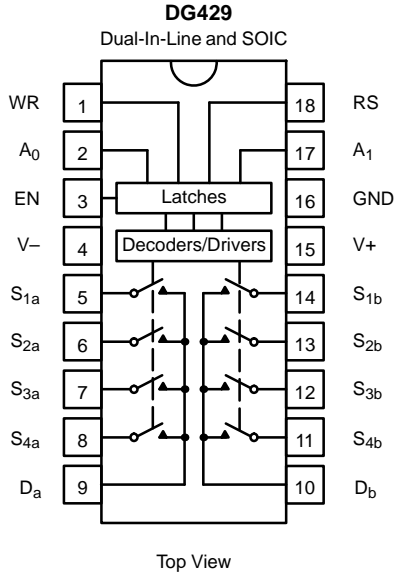 DG429
Dual-In-Line and SOIC
WR 1 18 RS
A0 2 17 A1
EN 3 Latches 16 GND
V– 4 Decoders/Drivers 15 V+
S1a 5 14 S1b
S2a 6 13 S2b
S3a 7 12 S3b
S4a 8 11 S4b
Da 9 10 Db
Top View